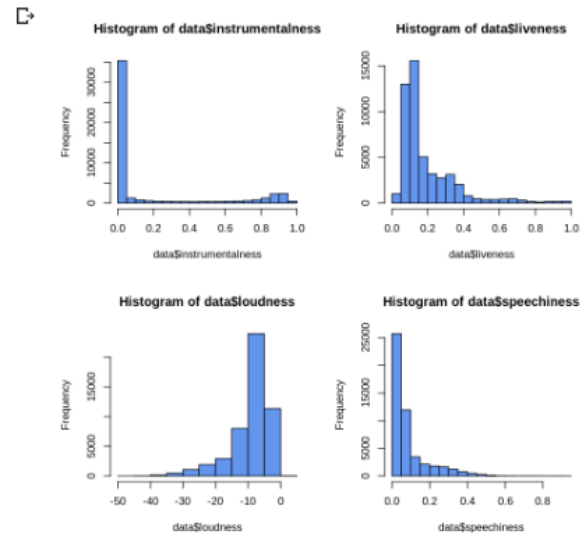 Histogram of data$instrumentalness
Frequency
0 10000 20000 30000
0.0 0.2 0.4 0.6 0.8 1.0
data$instrumentalness
Histogram of data$liveness
Frequency
0 5000 10000 15000
0.0 0.2 0.4 0.6 0.8 1.0
data$liveness
Histogram of data$loudness
Frequency
0 5000 15000
-50 -40 -30 -20 -10 0
data$loudness
Histogram of data$speechiness
Frequency
0 5000 15000 25000
0.0 0.2 0.4 0.6 0.8
data$speechiness